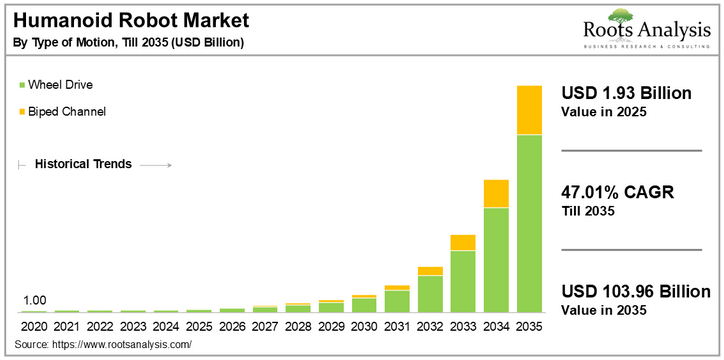 Humanoid Robot Market
By Type of Motion, Till 2035 (USD Billion)
Roots Analysis
BUSINESS RESEARCH & CONSULTING
Wheel Drive
Biped Channel
Historical Trends
1.00
2020 2021 2022 2023 2024 2025 2026 2027 2028 2029 2030 2031 2032 2033 2034 2035
USD 1.93 Billion
Value in 2025
47.01% CAGR
Till 2035
USD 103.96 Billion
Value in 2035
Source: https://www.rootsanalysis.com/